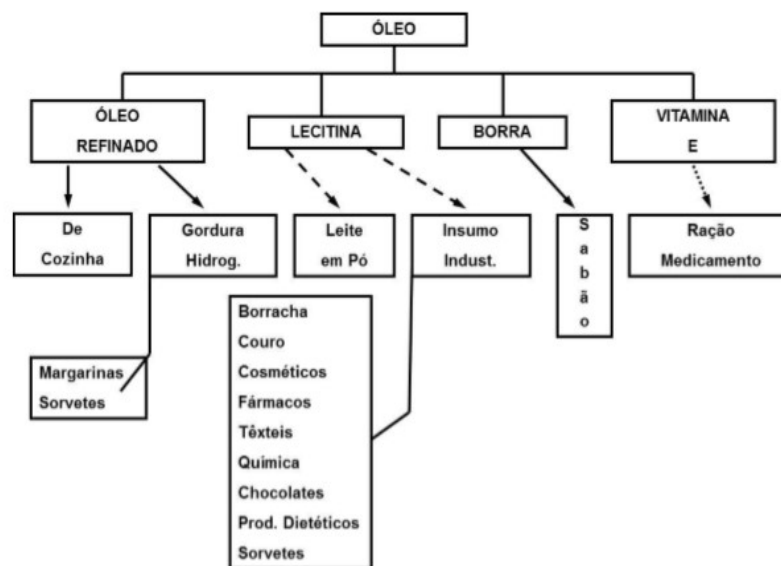 ÓLEO
ÓLEO
REFINADO
LECITINA
BORRA
VITAMINA
E
De
Cozinha
Gordura
Hidrog.
Leite
em Pó
Insumo
Indust.
S
a
b
ã
o
Ração
Medicamento
Margarinas
Sorvetes
Borracha
Couro
Cosméticos
Fármacos
Têxteis
Quimica
Chocolates
Prod. Dietéticos
Sorvetes